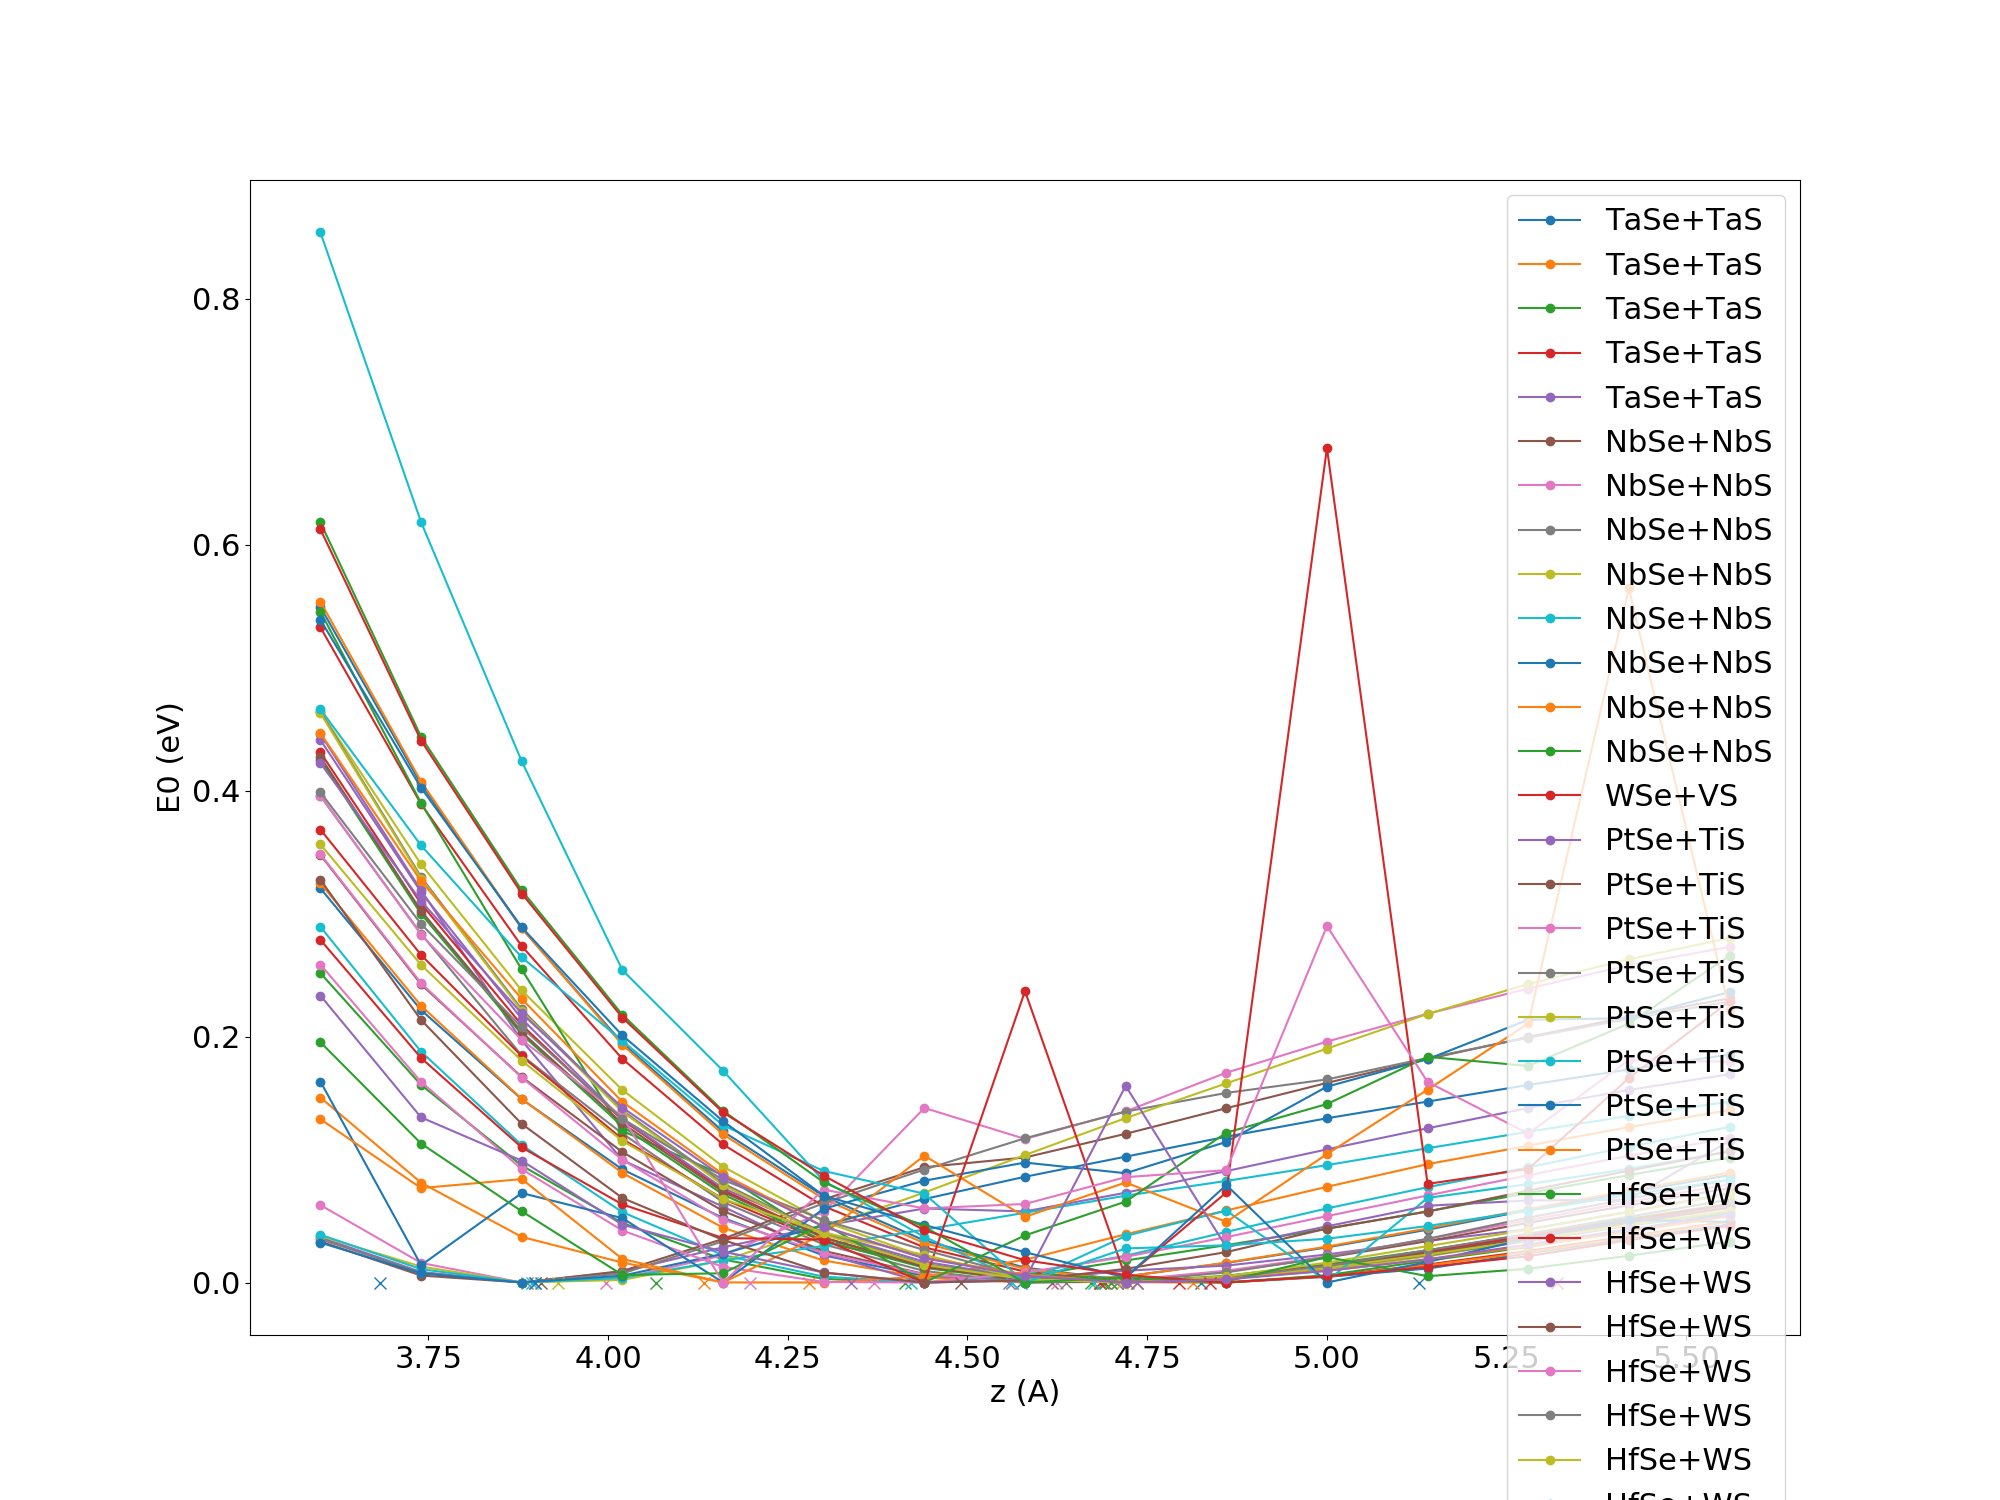 0.8
0.6
0.4
0.2
0.0
E0 (eV)
3.75
4.00
4.25
4.50
4.75
5.00
5.25
5.50
z (A)
TaSe+TaS
TaSe+TaS
TaSe+TaS
TaSe+TaS
TaSe+TaS
NbSe+NbS
NbSe+NbS
NbSe+NbS
NbSe+NbS
NbSe+NbS
NbSe+NbS
NbSe+NbS
NbSe+NbS
WSe+VS
PtSe+TiS
PtSe+TiS
PtSe+TiS
PtSe+TiS
PtSe+TiS
PtSe+TiS
PtSe+TiS
PtSe+TiS
HfSe+WS
HfSe+WS
HfSe+WS
HfSe+WS
HfSe+WS
HfSe+WS
HfSe+WS
HfSe+WS